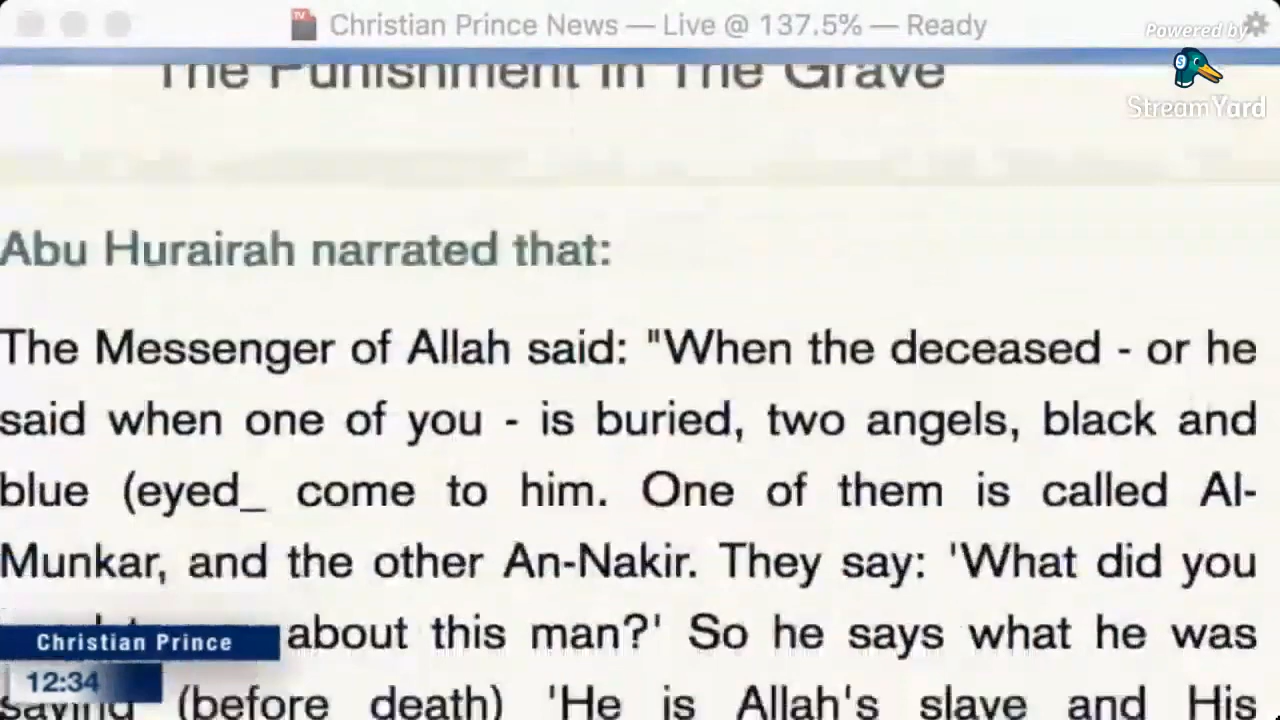 Christian Prince News — Live @ 137.5% — Ready
Powered by
StreamYard
The Punishment In The Grave
Abu Hurairah narrated that:
The Messenger of Allah said: "When the deceased - or he
said when one of you - is buried, two angels, black and
blue (eyed_ come to him. One of them is called Al-
Munkar, and the other An-Nakir. They say: 'What did you
about this man?' So he says what he was
Christian Prince
12:34
saying (before death) 'He is Allah's slave and His